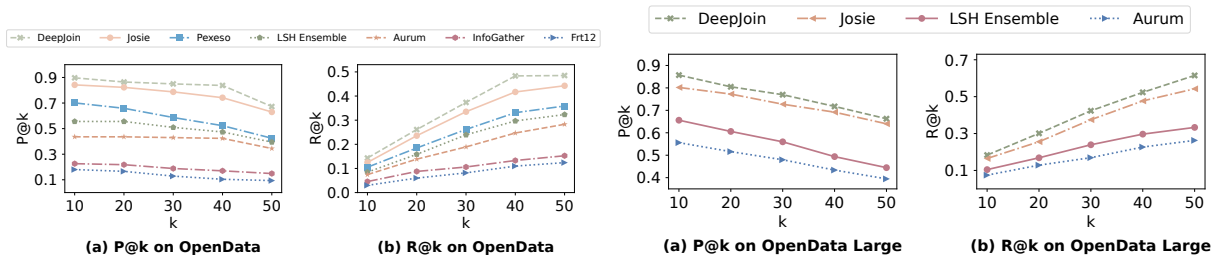 DeepJoin Josie Pexeso LSH Ensemble Aurum InfoGather Frt12
P@k
0.9
0.7
0.5
0.3
0.1
10 20 30 40 50
k
(a) P@k on OpenData
R@k
0.5
0.4
0.3
0.2
0.1
0.0
10 20 30 40 50
k
(b) R@k on OpenData
DeepJoin Josie LSH Ensemble Aurum
P@k
0.9
0.8
0.7
0.6
0.5
0.4
10 20 30 40 50
k
(a) P@k on OpenData Large
R@k
0.7
0.5
0.3
0.1
10 20 30 40 50
k
(b) R@k on OpenData Large